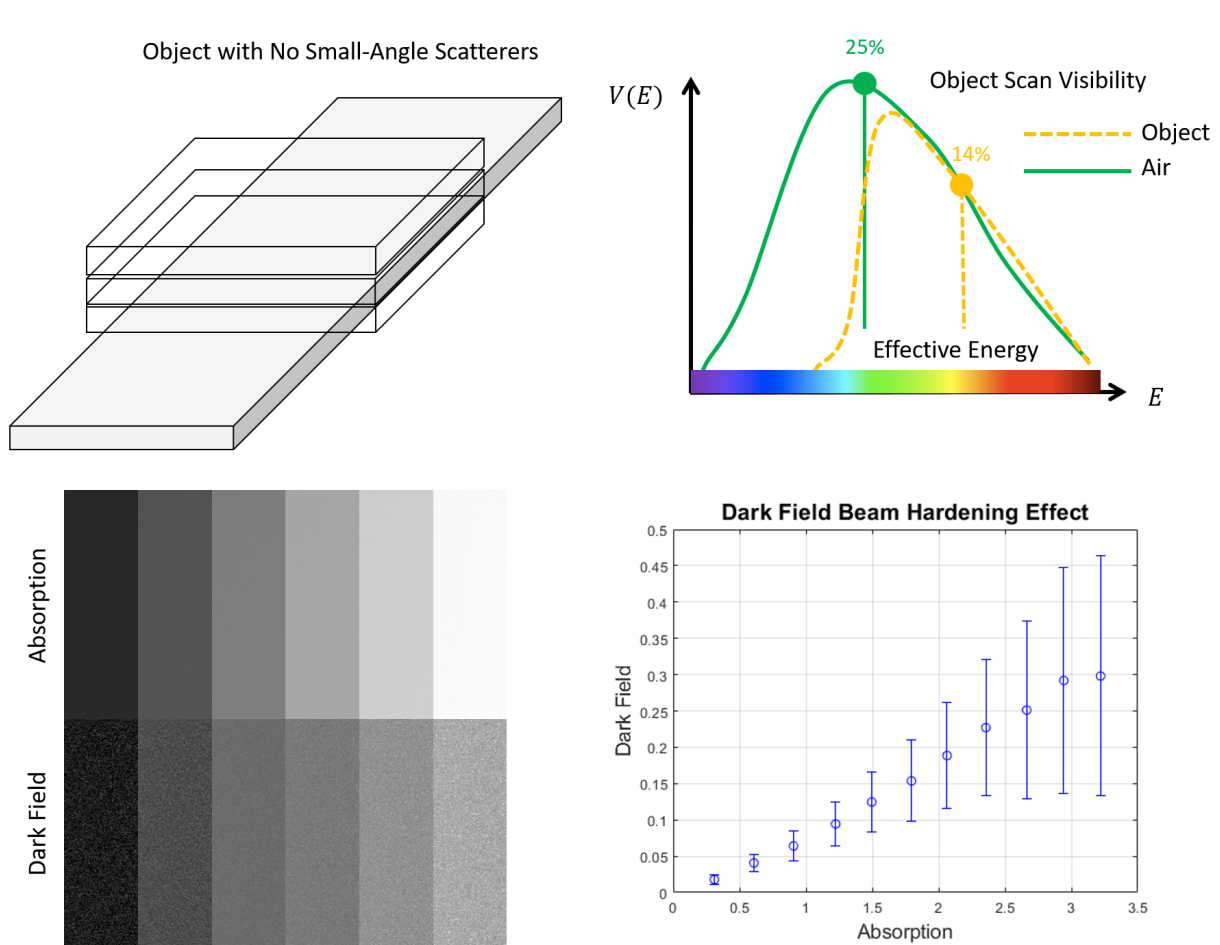 Object with No Small-Angle Scatterers
25%
V(E)
Object Scan Visibility
Object
Air
14%
Effective Energy
E
Absorption
Dark Field
Dark Field Beam Hardening Effect
0.5
0.45
0.4
0.35
0.3
0.25
0.2
0.15
0.1
0.05
0
Dark Field
0 0.5 1 1.5 2 2.5 3 3.5
Absorption